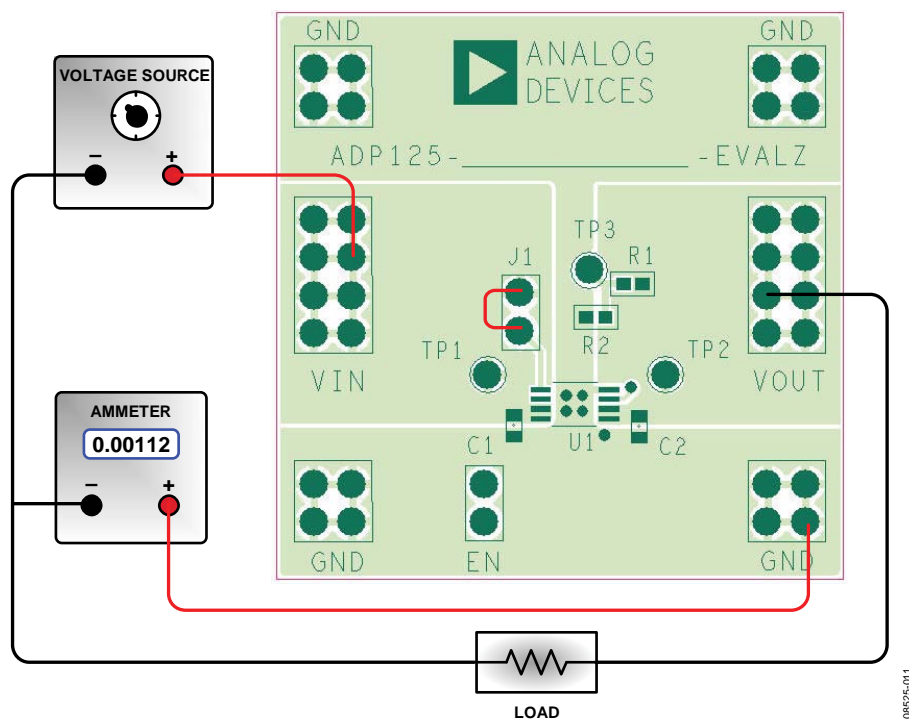 GND
GND
ANALOG
DEVICES
VOLTAGE SOURCE
− +
ADP125-____________________-EVALZ
TP3
J1
R1
R2
TP1
TP2
VIN
VOUT
AMMETER
0.00112
− +
C1
U1
C2
GND
EN
GND
LOAD
08525-011